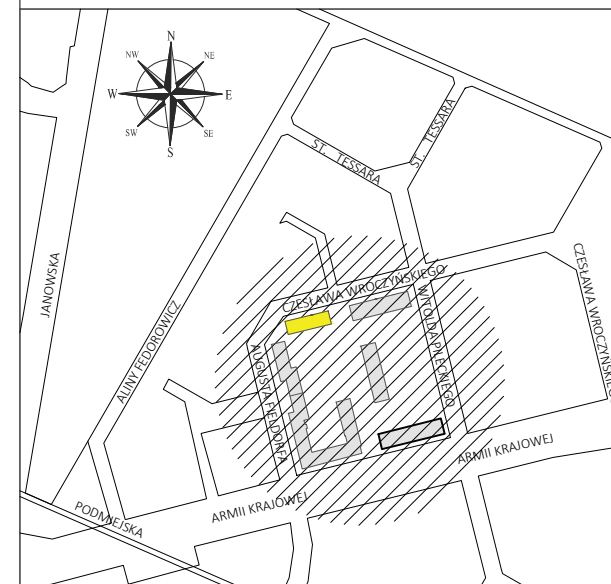 N
NW
NE
W
E
SW
SE
S
ST. TESSARA
ST. TESSARA
JANOWSKA
ALINY FEDOROWICZ
CZESŁAWA WROCZYŃSKIEGO
CZESŁAWA WROCZYŃSKIEGO
WITOLDA PILECKIEGO
AUGUSTA FIELDORFA
ARMII KRAJOWEJ
ARMII KRAJOWEJ
PODMIEJSKA